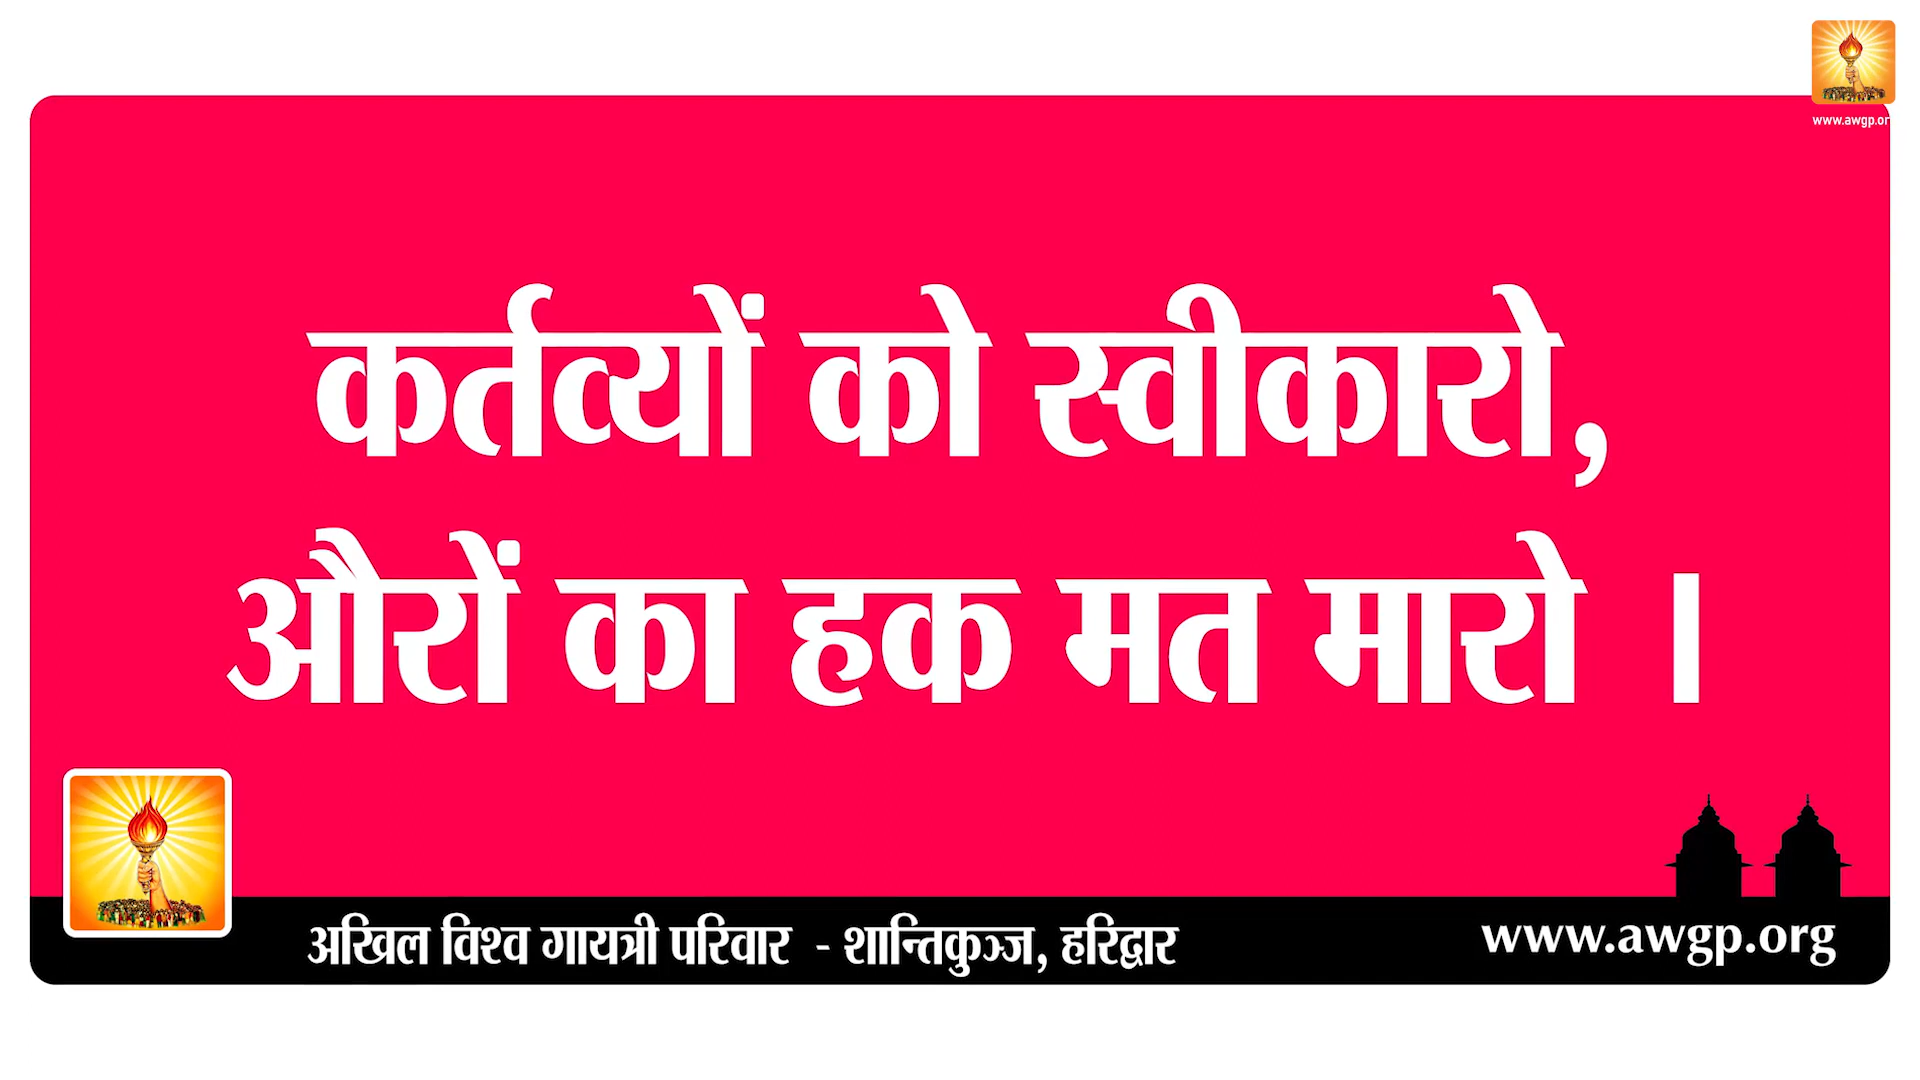 www.awgp.or
कर्तव्यों को स्वीकारो,
औरों का हक मत मारो ।
अखिल विश्व गायत्री परिवार - शान्तिकुञ्ज, हरिद्वार
www.awgp.org